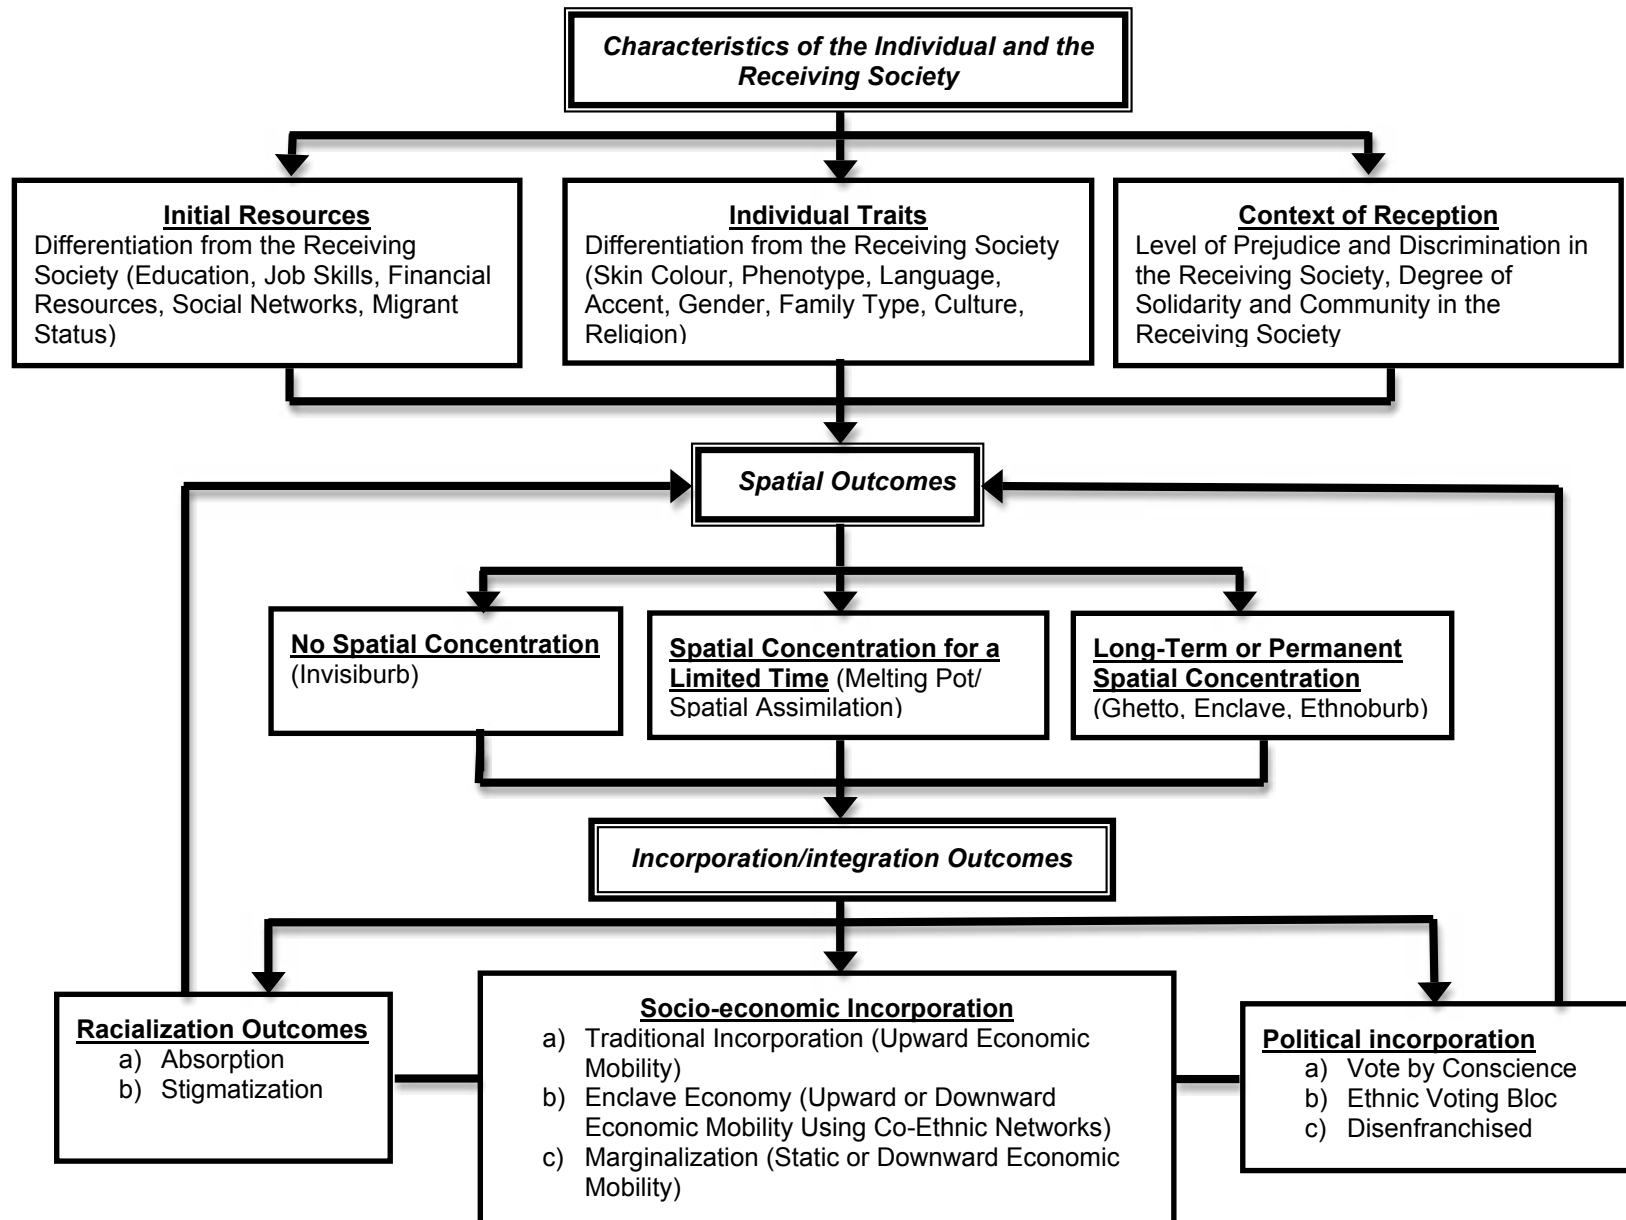 Characteristics of the Individual and the
Receiving Society
Initial Resources
Differentiation from the Receiving
Society (Education, Job Skills, Financial
Resources, Social Networks, Migrant
Status)
Individual Traits
Differentiation from the Receiving Society
(Skin Colour, Phenotype, Language,
Accent, Gender, Family Type, Culture,
Religion)
Context of Reception
Level of Prejudice and Discrimination in
the Receiving Society, Degree of
Solidarity and Community in the
Receiving Society
Spatial Outcomes
No Spatial Concentration
(Invisiburb)
Spatial Concentration for a
Limited Time (Melting Pot/
Spatial Assimilation)
Long-Term or Permanent
Spatial Concentration
(Ghetto, Enclave, Ethnoburb)
Incorporation/integration Outcomes
Racialization Outcomes
a) Absorption
b) Stigmatization
Socio-economic Incorporation
a) Traditional Incorporation (Upward Economic
Mobility)
b) Enclave Economy (Upward or Downward
Economic Mobility Using Co-Ethnic Networks)
c) Marginalization (Static or Downward Economic
Mobility)
Political incorporation
a) Vote by Conscience
b) Ethnic Voting Bloc
c) Disenfranchised